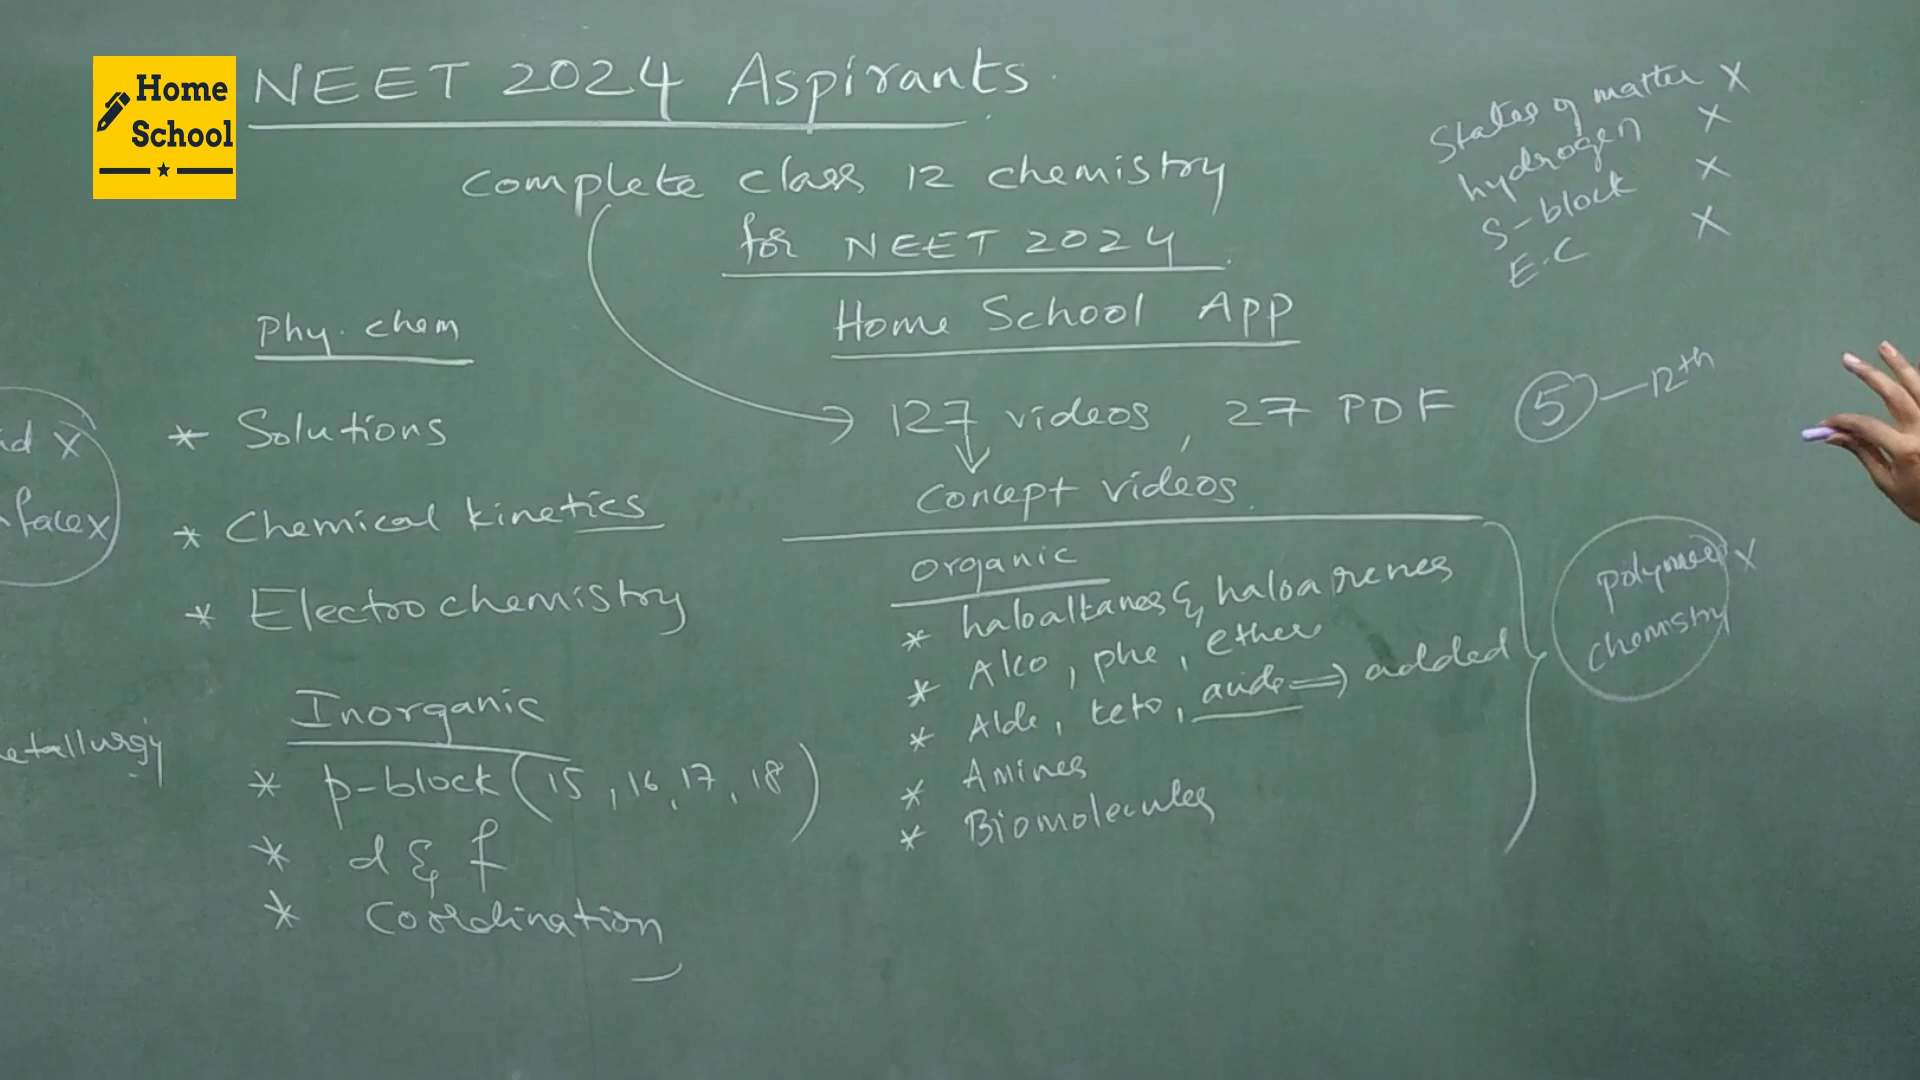 Home
School
NEET 2024 Aspirants
complete class 12 chemistry
for NEET 2024
Home School App
127 videos, 27 PDF
5 - 12th
concept videos
States of matter X
hydrogen X
S-block X
E.C X
Phy. chem
* Solutions
* Chemical kinetics
* Electrochemistry
id X
face X
Inorganic
* p-block (15, 16, 17, 18)
* d & f
* Coordination
etallurgy
organic
* haloalkanes & haloarenes
* Alco, phe, ether
* Alde, keto, acids => added
* Amines
* Biomolecules
polymer X
chemistry